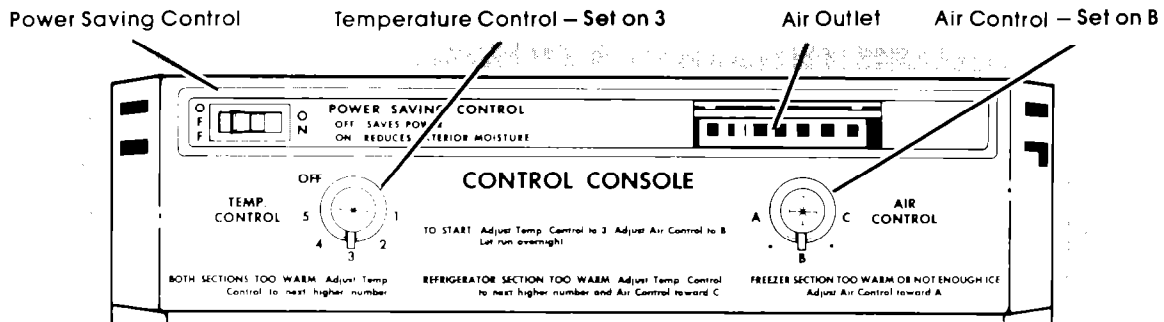 Power Saving Control
Temperature Control – Set on 3
Air Outlet
Air Control – Set on B
OFF
ON
POWER SAVING CONTROL
OFF SAVES POWER
ON REDUCES EXTERIOR MOISTURE
CONTROL CONSOLE
TEMP. CONTROL
OFF
5
1
4
2
3
TO START Adjust Temp. Control to 3 Adjust Air Control to B
Let run overnight
A
C
B
AIR CONTROL
BOTH SECTIONS TOO WARM Adjust Temp
Control to next higher number
REFRIGERATOR SECTION TOO WARM Adjust Temp Control
to next higher number and Air Control toward C
FREEZER SECTION TOO WARM OR NOT ENOUGH ICE
Adjust Air Control toward A